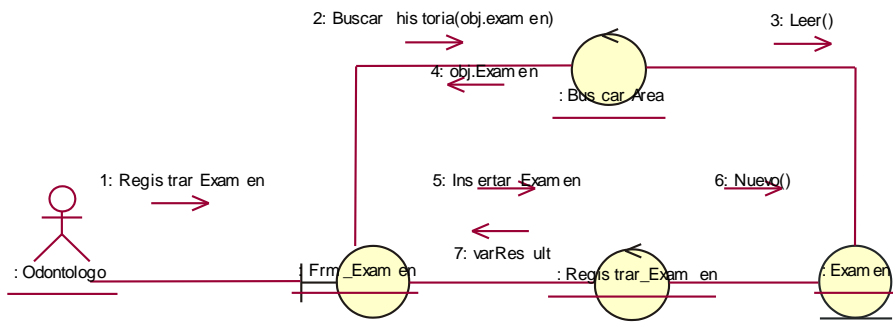 2: Buscar historia(obj.examen)
3: Leer()
4: obj.Examen
: Buscar Area
1: Registrar Examen
5: Insertar Examen
6: Nuevo()
7: varResult
: Odontologo
: Frm_Examen
: Registrar_Examen
: Examen